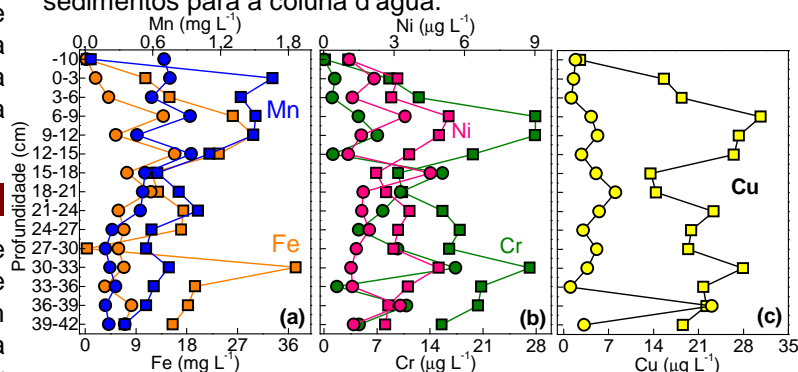 e
a
a
a
e
e
n
a
sedimentos para a coluna d'água.
Mn (mg L⁻¹)
0.0 0.6 1.2 1.8
Ni (µg L⁻¹)
0 3 6 9
Profundidade (cm)
-10
0-3
3-6
6-9
9-12
12-15
15-18
18-21
21-24
24-27
27-30
30-33
33-36
36-39
39-42
Mn
Fe
(a)
Ni
Cr
(b)
Cu
(c)
0 9 18 27 36
Fe (mg L⁻¹)
0 7 14 21 28
Cr (µg L⁻¹)
0 7 14 21 28 35
Cu (µg L⁻¹)